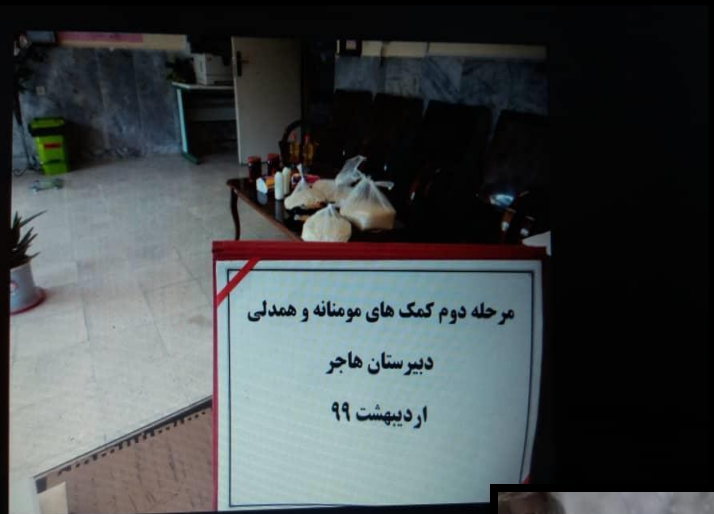 مرحله دوم کمک های مومنانه و همدلی
دبیرستان هاجر
اردیبهشت ۹۹